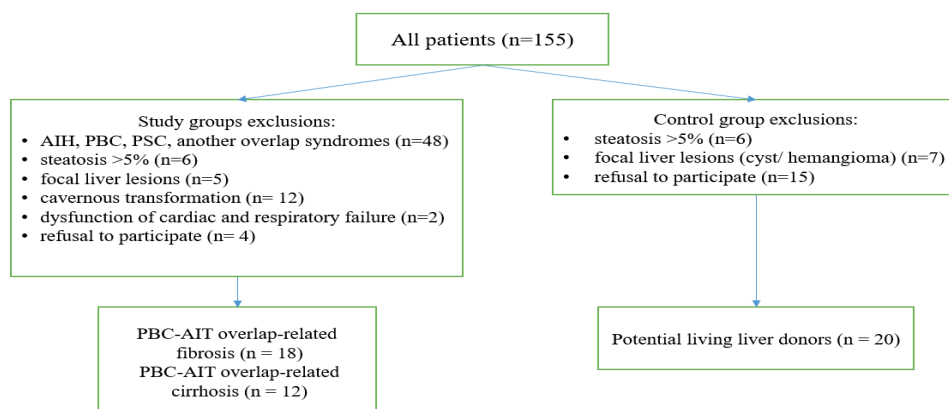 All patients (n=155)
Study groups exclusions:
• AIH, PBC, PSC, another overlap syndromes (n=48)
• steatosis >5% (n=6)
• focal liver lesions (n=5)
• cavernous transformation (n= 12)
• dysfunction of cardiac and respiratory failure (n=2)
• refusal to participate (n= 4)
Control group exclusions:
• steatosis >5% (n=6)
• focal liver lesions (cyst/ hemangioma) (n=7)
• refusal to participate (n=15)
PBC-AIT overlap-related
fibrosis (n = 18)
PBC-AIT overlap-related
cirrhosis (n = 12)
Potential living liver donors (n = 20)